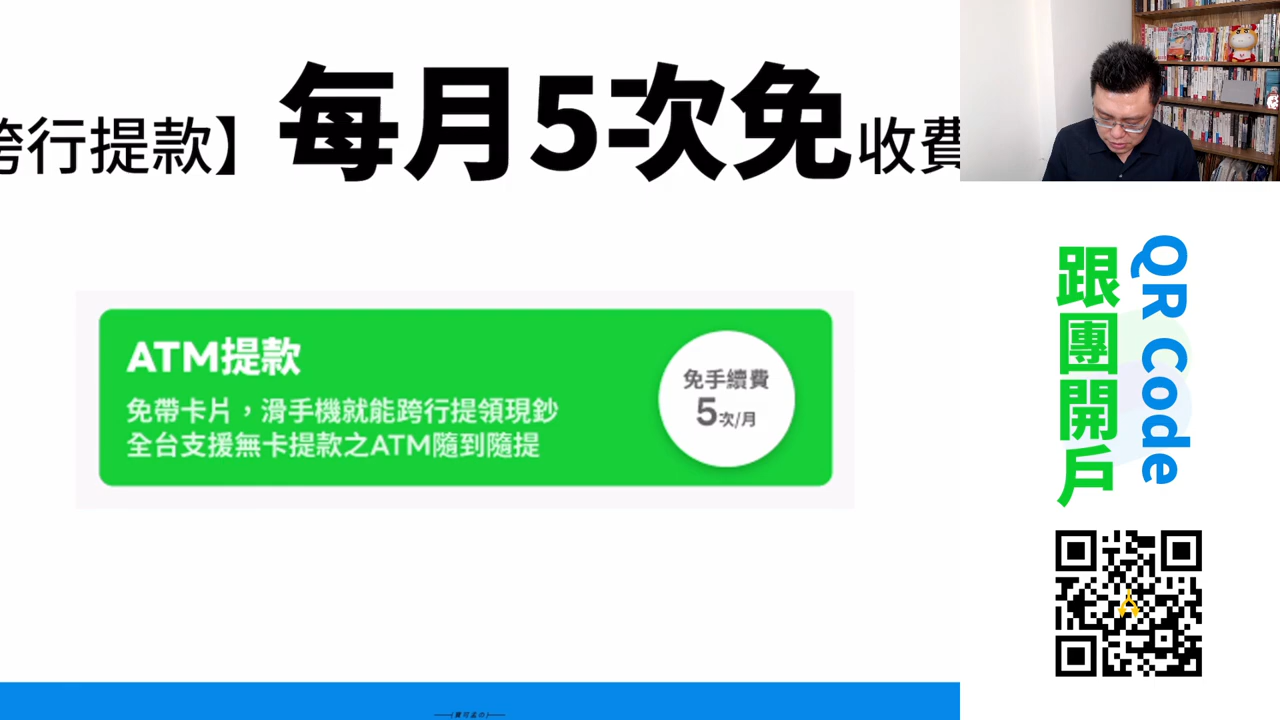 跨行提款】每月5次免收費
ATM提款
免帶卡片，滑手機就能跨行提領現鈔
全台支援無卡提款之ATM隨到隨提
免手續費
5次/月
QR Code
跟團開戶